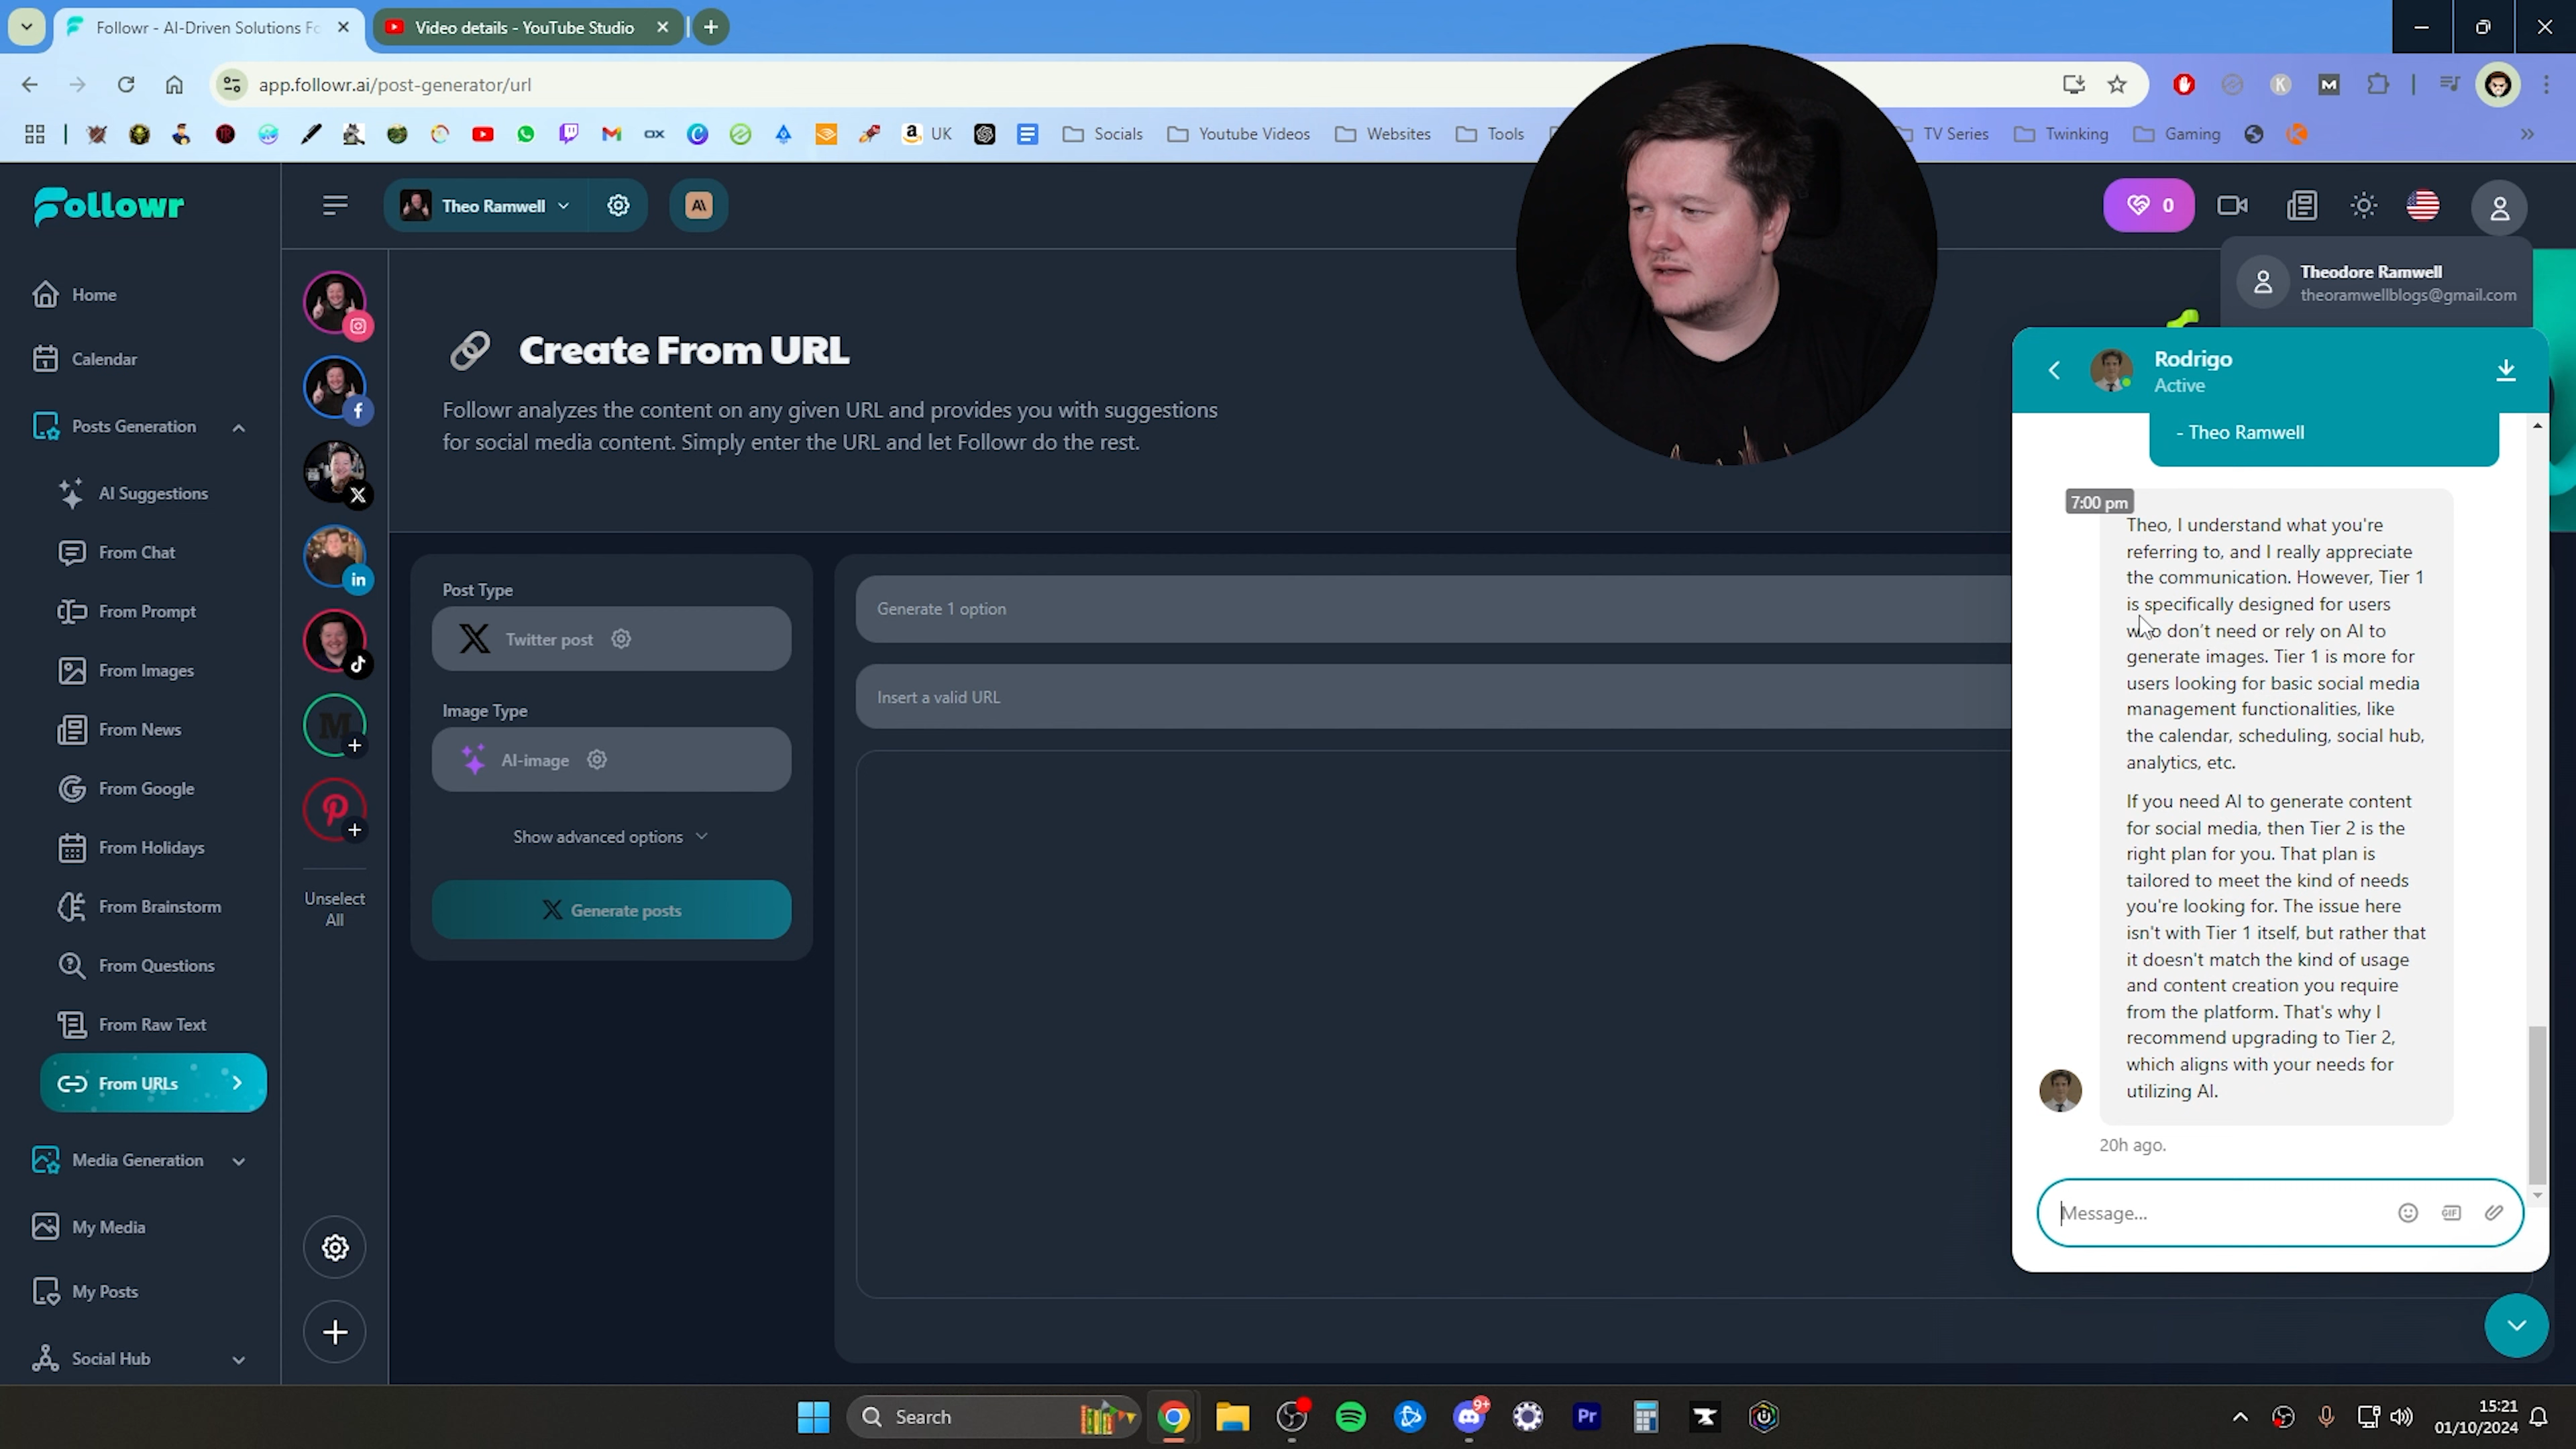 Followr - AI-Driven Solutions Fo
Video details - YouTube Studio
app.followr.ai/post-generator/url
UK
Socials
Youtube Videos
Websites
Tools
TV Series
Twinking
Gaming
Followr
Theo Ramwell
0
Theodore Ramwell
theoramwellblogs@gmail.com
Home
Calendar
Posts Generation
AI Suggestions
From Chat
From Prompt
From Images
From News
From Google
From Holidays
From Brainstorm
From Questions
From Raw Text
From URLs
Media Generation
My Media
My Posts
Social Hub
Unselect
All
Create From URL
Followr analyzes the content on any given URL and provides you with suggestions
for social media content. Simply enter the URL and let Followr do the rest.
Post Type
Twitter post
Image Type
AI-image
Show advanced options
Generate posts
Generate 1 option
Insert a valid URL
Rodrigo
Active
- Theo Ramwell
7:00 pm
Theo, I understand what you're
referring to, and I really appreciate
the communication. However, Tier 1
is specifically designed for users
who don't need or rely on AI to
generate images. Tier 1 is more for
users looking for basic social media
management functionalities, like
the calendar, scheduling, social hub,
analytics, etc.
If you need AI to generate content
for social media, then Tier 2 is the
right plan for you. That plan is
tailored to meet the kind of needs
you're looking for. The issue here
isn't with Tier 1 itself, but rather that
it doesn't match the kind of usage
and content creation you require
from the platform. That's why I
recommend upgrading to Tier 2,
which aligns with your needs for
utilizing AI.
20h ago.
Message...
GIF
Search
9+
Pr
15:21
01/10/2024